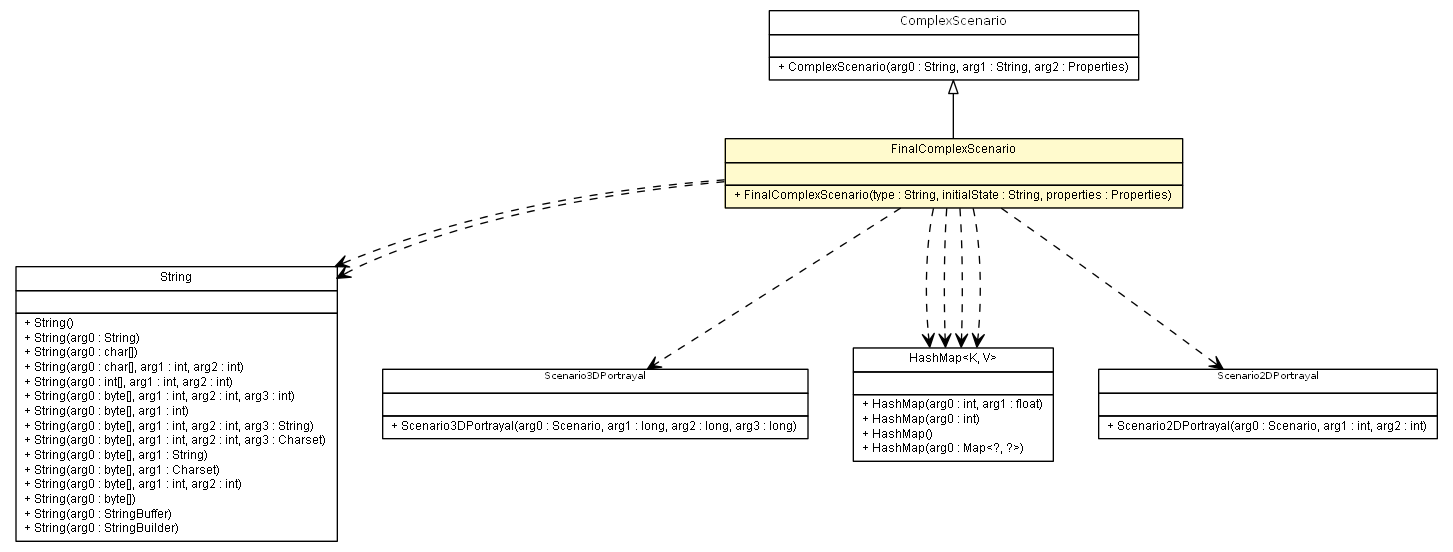 ComplexScenario
+ ComplexScenario(arg0 : String, arg1 : String, arg2 : Properties)
FinalComplexScenario
+ FinalComplexScenario(type : String, initialState : String, properties : Properties)
String
+ String()
+ String(arg0 : String)
+ String(arg0 : char[])
+ String(arg0 : char[], arg1 : int, arg2 : int)
+ String(arg0 : int[], arg1 : int, arg2 : int)
+ String(arg0 : byte[], arg1 : int, arg2 : int, arg3 : int)
+ String(arg0 : byte[], arg1 : int)
+ String(arg0 : byte[], arg1 : int, arg2 : int, arg3 : String)
+ String(arg0 : byte[], arg1 : int, arg2 : int, arg3 : Charset)
+ String(arg0 : byte[], arg1 : String)
+ String(arg0 : byte[], arg1 : Charset)
+ String(arg0 : byte[], arg1 : int, arg2 : int)
+ String(arg0 : byte[])
+ String(arg0 : StringBuffer)
+ String(arg0 : StringBuilder)
Scenario3DPortrayal
+ Scenario3DPortrayal(arg0 : Scenario, arg1 : long, arg2 : long, arg3 : long)
HashMap<K, V>
+ HashMap(arg0 : int, arg1 : float)
+ HashMap(arg0 : int)
+ HashMap()
+ HashMap(arg0 : Map<?, ?>)
Scenario2DPortrayal
+ Scenario2DPortrayal(arg0 : Scenario, arg1 : int, arg2 : int)